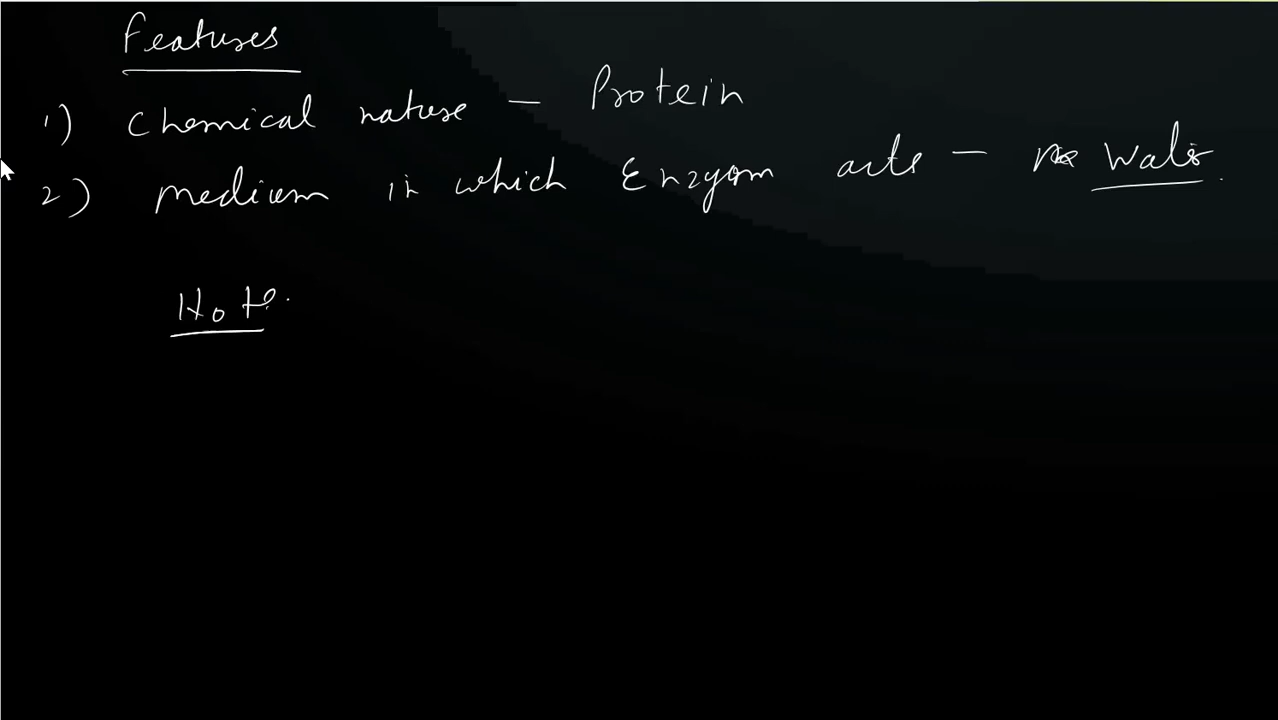 Features
1) Chemical nature - Protein
2) medium in which Enzym acts - Water.
Note.